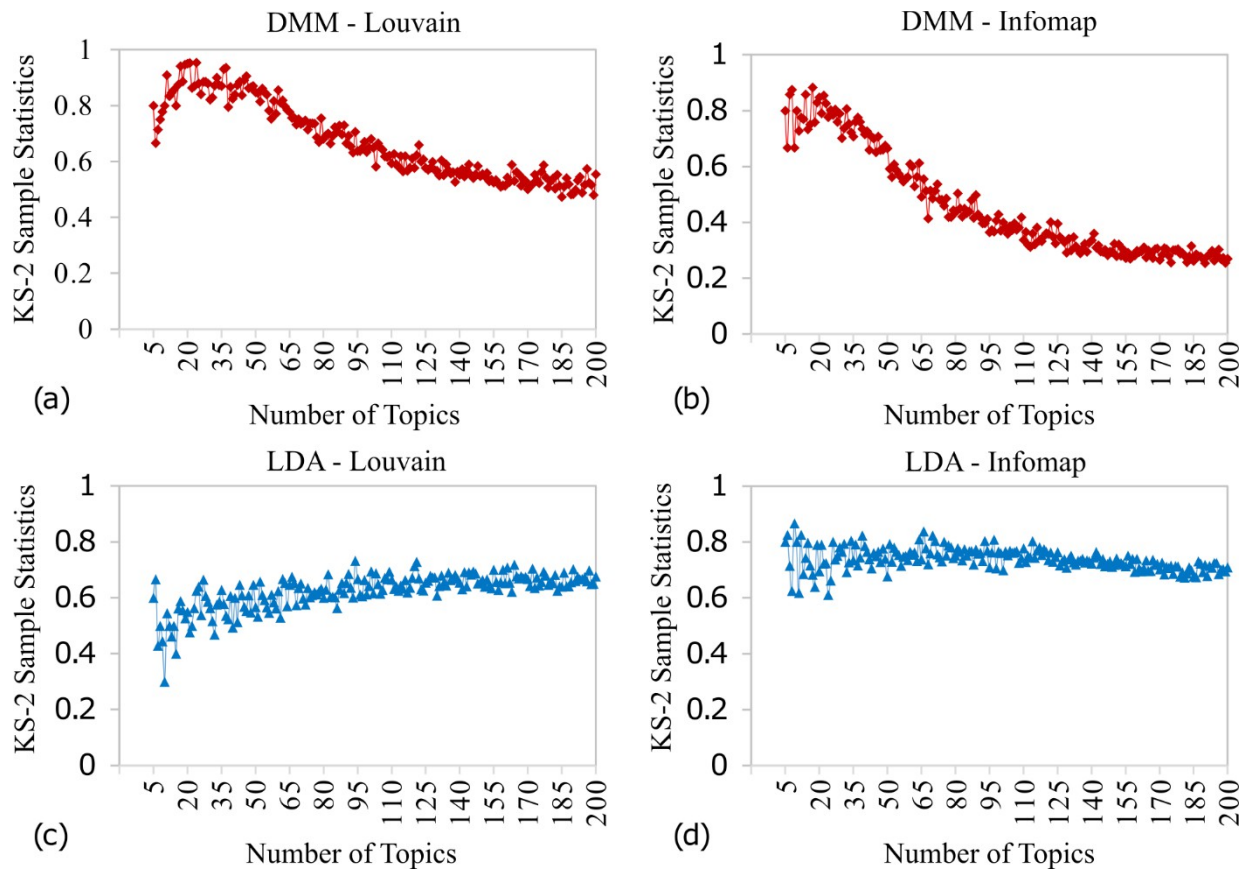 DMM - Louvain
KS-2 Sample Statistics
1
0.8
0.6
0.4
0.2
0
5 20 35 50 65 80 95 110 125 140 155 170 185 200
(a)
Number of Topics
DMM - Infomap
KS-2 Sample Statistics
1
0.8
0.6
0.4
0.2
0
5 20 35 50 65 80 95 110 125 140 155 170 185 200
(b)
Number of Topics
LDA - Louvain
KS-2 Sample Statistics
1
0.8
0.6
0.4
0.2
0
5 20 35 50 65 80 95 110 125 140 155 170 185 200
(c)
Number of Topics
LDA - Infomap
KS-2 Sample Statistics
1
0.8
0.6
0.4
0.2
0
5 20 35 50 65 80 95 110 125 140 155 170 185 200
(d)
Number of Topics